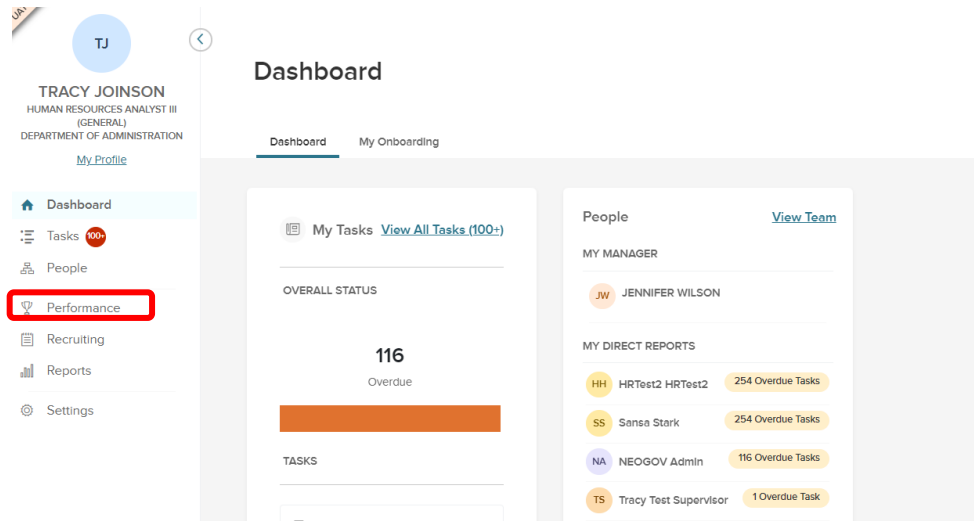 UAT
TJ
TRACY JOINSON
HUMAN RESOURCES ANALYST III
(GENERAL)
DEPARTMENT OF ADMINISTRATION
My Profile
Dashboard
Tasks 100+
People
Performance
Recruiting
Reports
Settings
Dashboard
Dashboard My Onboarding
My Tasks View All Tasks (100+)
OVERALL STATUS
116
Overdue
TASKS
People View Team
MY MANAGER
JW JENNIFER WILSON
MY DIRECT REPORTS
HH HRTest2 HRTest2 254 Overdue Tasks
SS Sansa Stark 254 Overdue Tasks
NA NEOGOV Admin 116 Overdue Tasks
TS Tracy Test Supervisor 1 Overdue Task